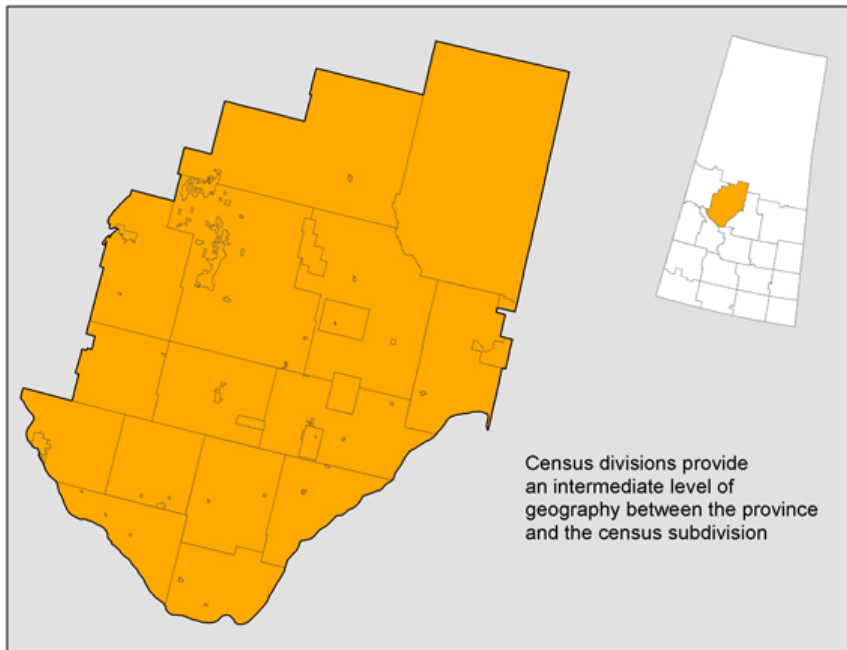 Census divisions provide
an intermediate level of
geography between the province
and the census subdivision